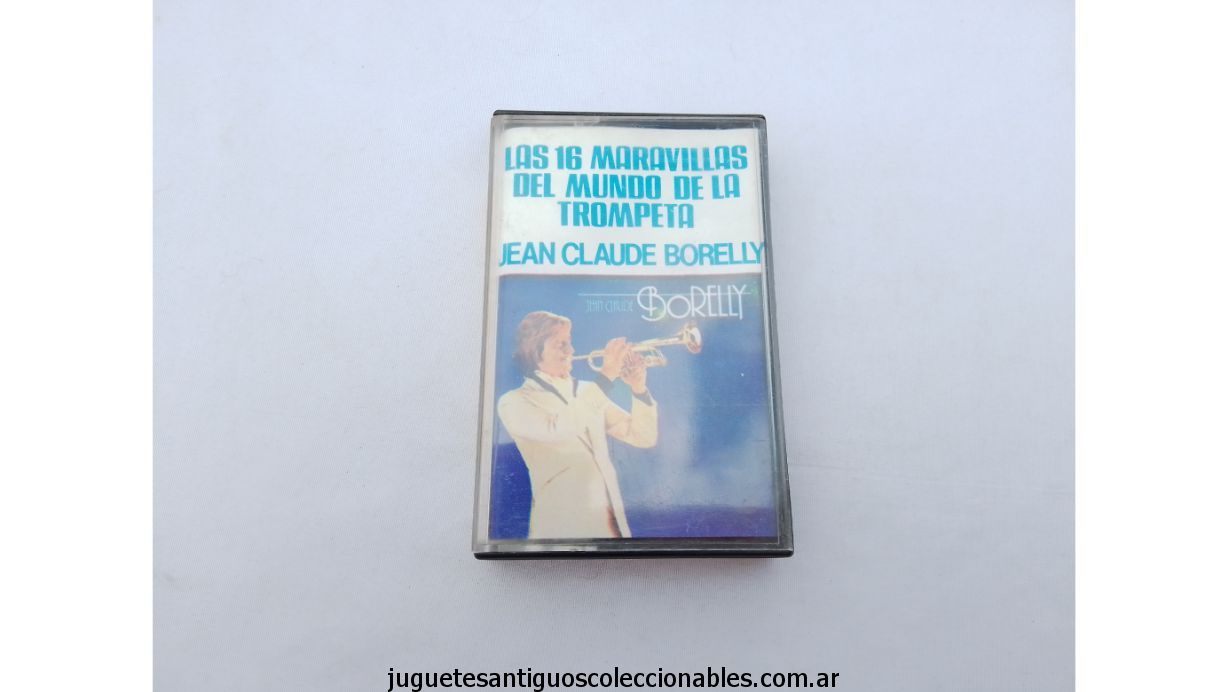 LAS 16 MARAVILLAS
DEL MUNDO DE LA
TROMPETA
JEAN CLAUDE BORELLY
JEAN CLAUDE BORELLY
juguetesantiguoscoleccionables.com.ar